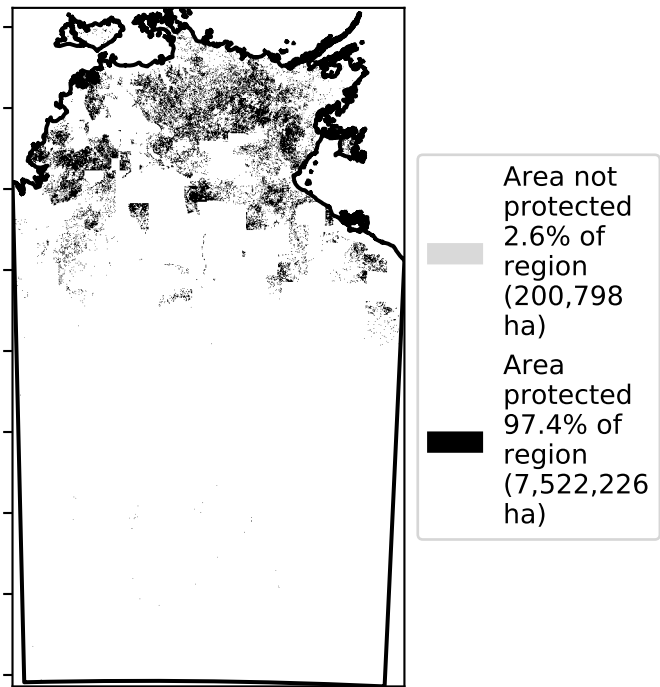 Area not
protected
2.6% of
region
(200,798
ha)
Area
protected
97.4% of
region
(7,522,226
ha)